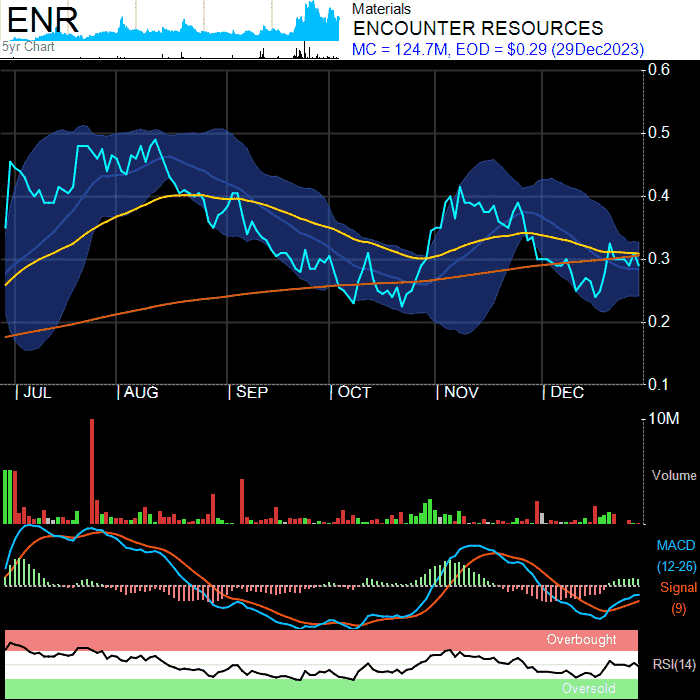 ENR
5yr Chart
Materials
ENCOUNTER RESOURCES
MC = 124.7M, EOD = $0.29 (29Dec2023)
0.6
0.5
0.4
0.3
0.2
0.1
JUL AUG SEP OCT NOV DEC
10M
Volume
MACD
(12-26)
Signal
(9)
Overbought
RSI(14)
Oversold